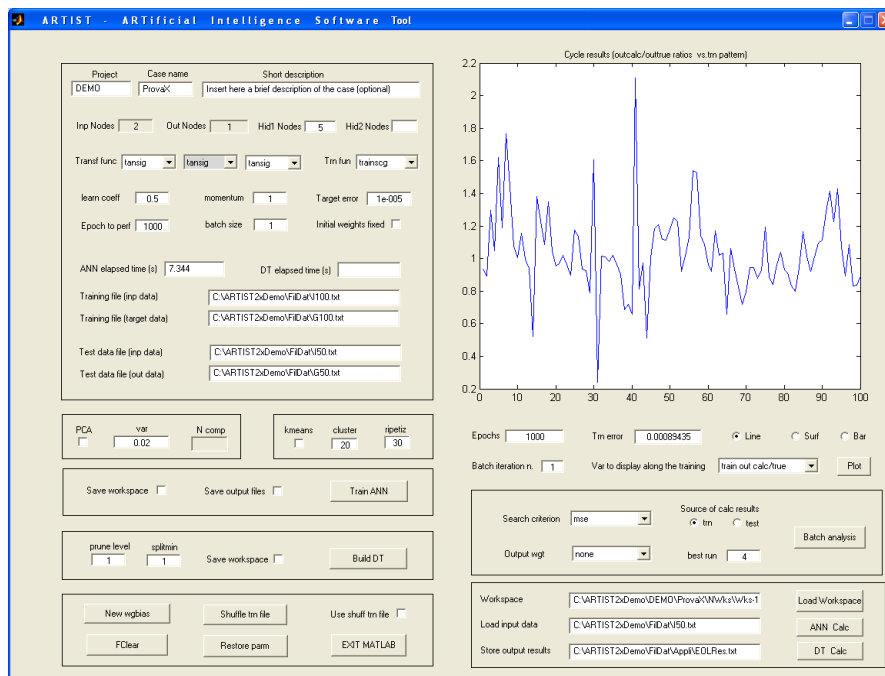 ARTIST - ARTificial Intelligence Software Tool
Project Case name Short description
DEMO ProvaX Insert here a brief description of the case (optional)
Inp Nodes 2 Out Nodes 1 Hid1 Nodes 5 Hid2 Nodes
Transf func tansig tansig tansig Trn fun trainscg
learn coeff 0.5 momentum 1 Target error 1e-005
Epoch to perf 1000 batch size 1 Initial weights fixed
ANN elapsed time (s) 7.344 DT elapsed time (s)
Training file (inp data) C:\ARTIST2xDemo\FilDat\I100.txt
Training file (target data) C:\ARTIST2xDemo\FilDat\G100.txt
Test data file (inp data) C:\ARTIST2xDemo\FilDat\I50.txt
Test data file (out data) C:\ARTIST2xDemo\FilDat\G50.txt
PCA var N comp
0.02
kmeans cluster ripetiz
20 30
Save workspace Save output files Train ANN
prune level splitmin
1 1 Save workspace Build DT
New wgbias Shuffle trn file Use shuff trn file
FClear Restore parm EXIT MATLAB
Cycle results (outcalc/outtrue ratios vs.trn pattern)
2.2
2
1.8
1.6
1.4
1.2
1
0.8
0.6
0.4
0.2
0 10 20 30 40 50 60 70 80 90 100
Epochs 1000 Trn error 0.00089435 Line Surf Bar
Batch iteration n. 1 Var to display along the training train out calc/true Plot
Search criterion mse Source of calc results
trn test
Batch analysis
Output wgt none best run 4
Workspace C:\ARTIST2xDemo\DEMO\ProvaX\NWks\Wks-1 Load Workspace
Load input data C:\ARTIST2xDemo\FilDat\I50.txt ANN Calc
Store output results C:\ARTIST2xDemo\FilDat\Appli\EOLRes.txt DT Calc